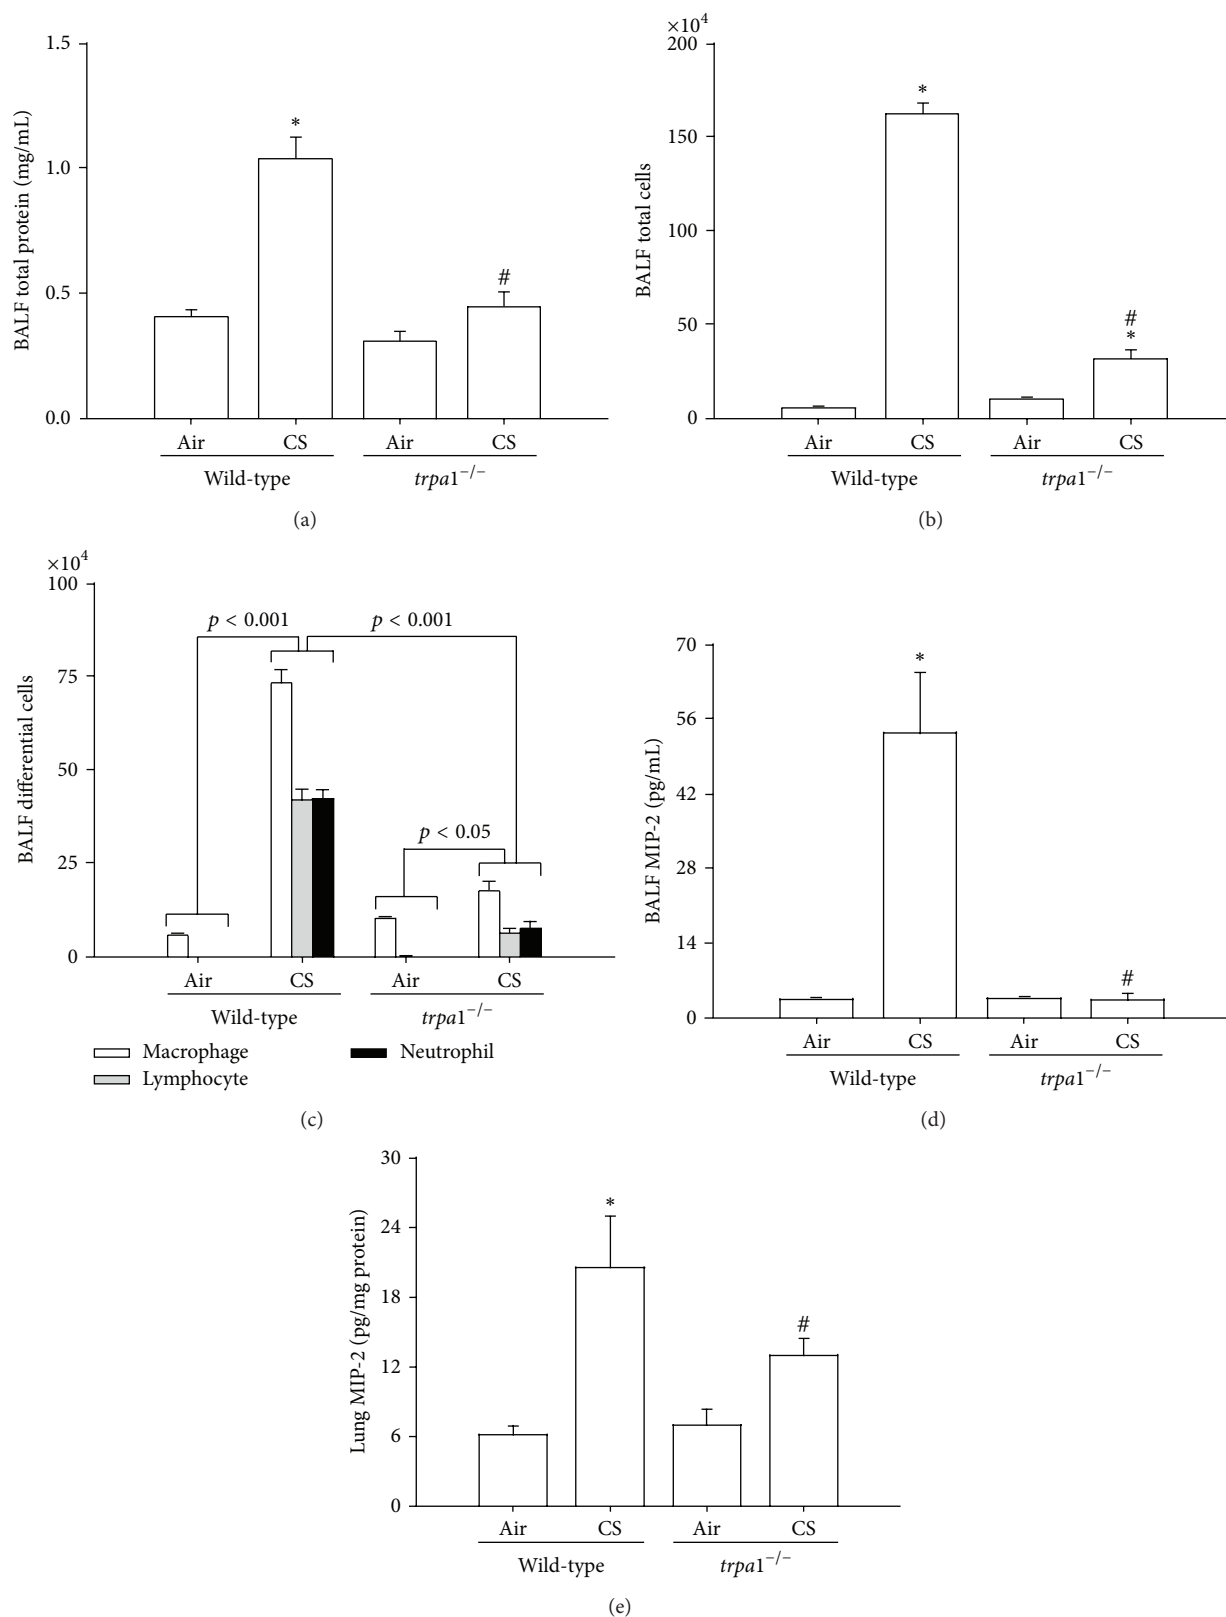 BALF total protein (mg/mL)
1.5
1.0
0.5
0.0
*
#
Air CS Air CS
Wild-type trpa1−/−
(a)
×10⁴
BALF total cells
200
150
100
50
0
*
#
*
Air CS Air CS
Wild-type trpa1−/−
(b)
×10⁴
BALF differential cells
100
75
50
25
0
p < 0.001 p < 0.001
p < 0.05
Air CS Air CS
Wild-type trpa1−/−
Macrophage Neutrophil
Lymphocyte
(c)
BALF MIP-2 (pg/mL)
70
56
42
28
14
0
*
#
Air CS Air CS
Wild-type trpa1−/−
(d)
Lung MIP-2 (pg/mg protein)
30
24
18
12
6
0
*
#
Air CS Air CS
Wild-type trpa1−/−
(e)